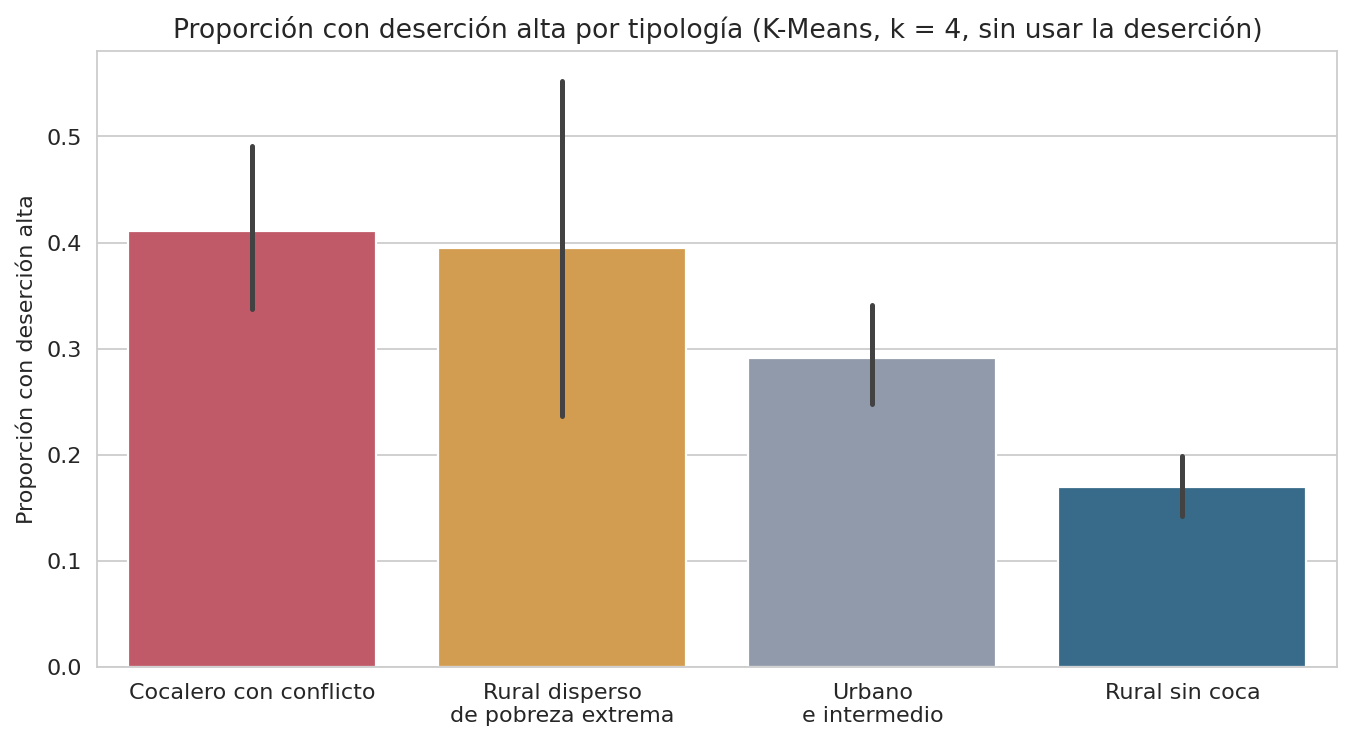 Proporción con deserción alta por tipología (K-Means, k = 4, sin usar la deserción)
Proporción con deserción alta
0.5
0.4
0.3
0.2
0.1
0.0
Cocalero con conflicto
Rural disperso
de pobreza extrema
Urbano
e intermedio
Rural sin coca